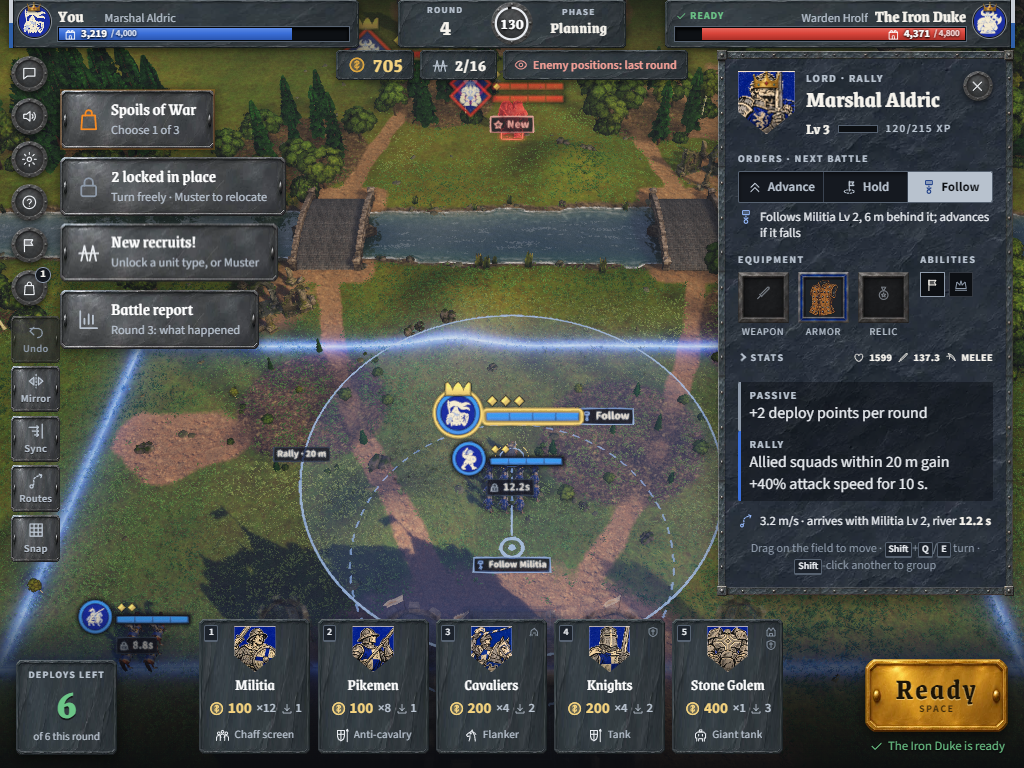 You Marshal Aldric
3,219 / 4,000
ROUND
4
130
PHASE
Planning
READY
Warden Hrolf The Iron Duke
4,371 / 4,800
705
2/16
Enemy positions: last round
New
Spoils of War
Choose 1 of 3
2 locked in place
Turn freely · Muster to relocate
New recruits!
Unlock a unit type, or Muster
1
Battle report
Round 3: what happened
Undo
Mirror
Sync
Routes
Snap
LORD · RALLY
Marshal Aldric
Lv 3 120/215 XP
ORDERS · NEXT BATTLE
Advance Hold Follow
Follows Militia Lv 2, 6 m behind it; advances
if it falls
EQUIPMENT ABILITIES
WEAPON ARMOR RELIC
STATS 1599 137.3 MELEE
PASSIVE
+2 deploy points per round
RALLY
Allied squads within 20 m gain
+40% attack speed for 10 s.
3.2 m/s · arrives with Militia Lv 2, river 12.2 s
Drag on the field to move · Shift + Q / E turn ·
Shift -click another to group
Follow
Rally · 20 m
12.2s
Follow Militia
8.8s
DEPLOYS LEFT
6
of 6 this round
1
Militia
100 ×12 1
Chaff screen
2
Pikemen
100 ×8 1
Anti-cavalry
3
Cavaliers
200 ×4 2
Flanker
4
Knights
200 ×4 2
Tank
5
Stone Golem
400 ×1 3
Giant tank
Ready
SPACE
The Iron Duke is ready